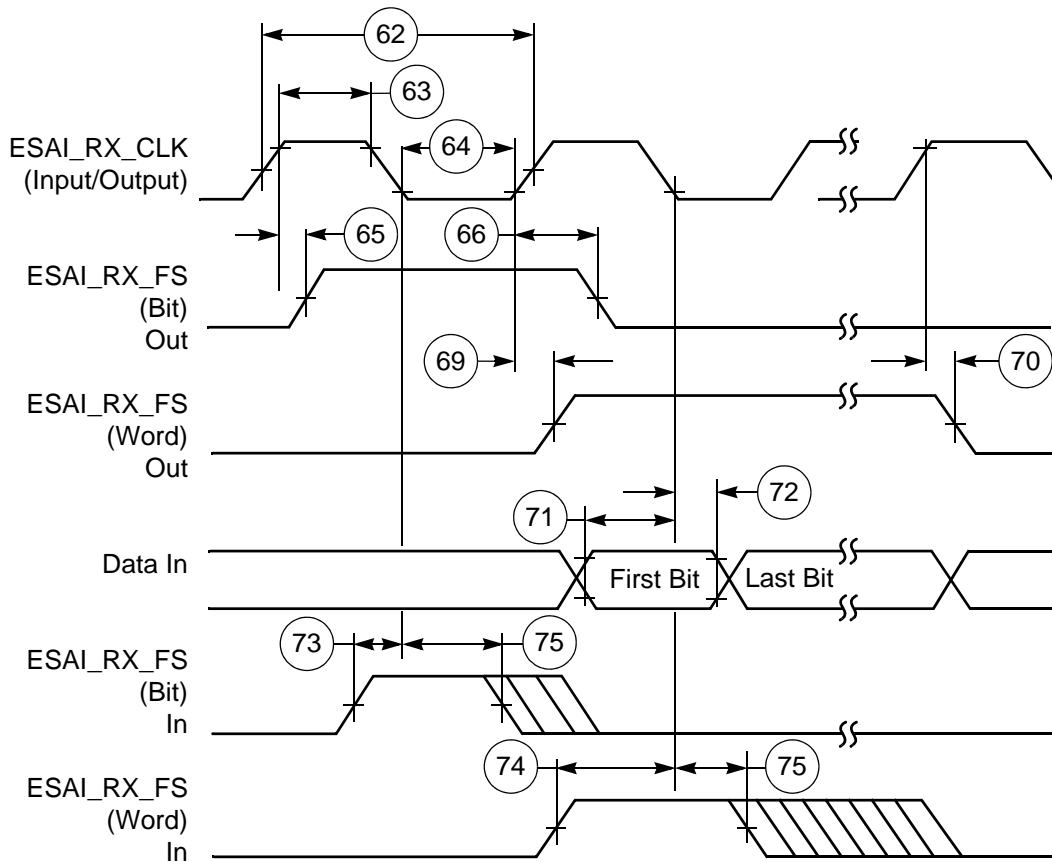 62
63
ESAI_RX_CLK
(Input/Output)
64
65
66
ESAI_RX_FS
(Bit)
Out
69
70
ESAI_RX_FS
(Word)
Out
71
72
Data In
First Bit
Last Bit
73
75
ESAI_RX_FS
(Bit)
In
74
75
ESAI_RX_FS
(Word)
In